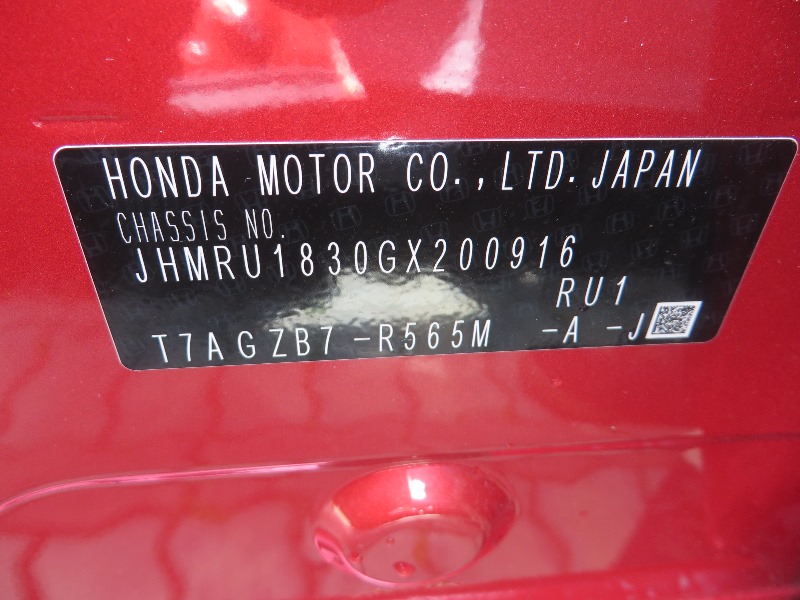 HONDA MOTOR CO.,LTD. JAPAN
CHASSIS NO.
JHMRU1830GX200916
RU1
T7AGZB7-R565M -A -J